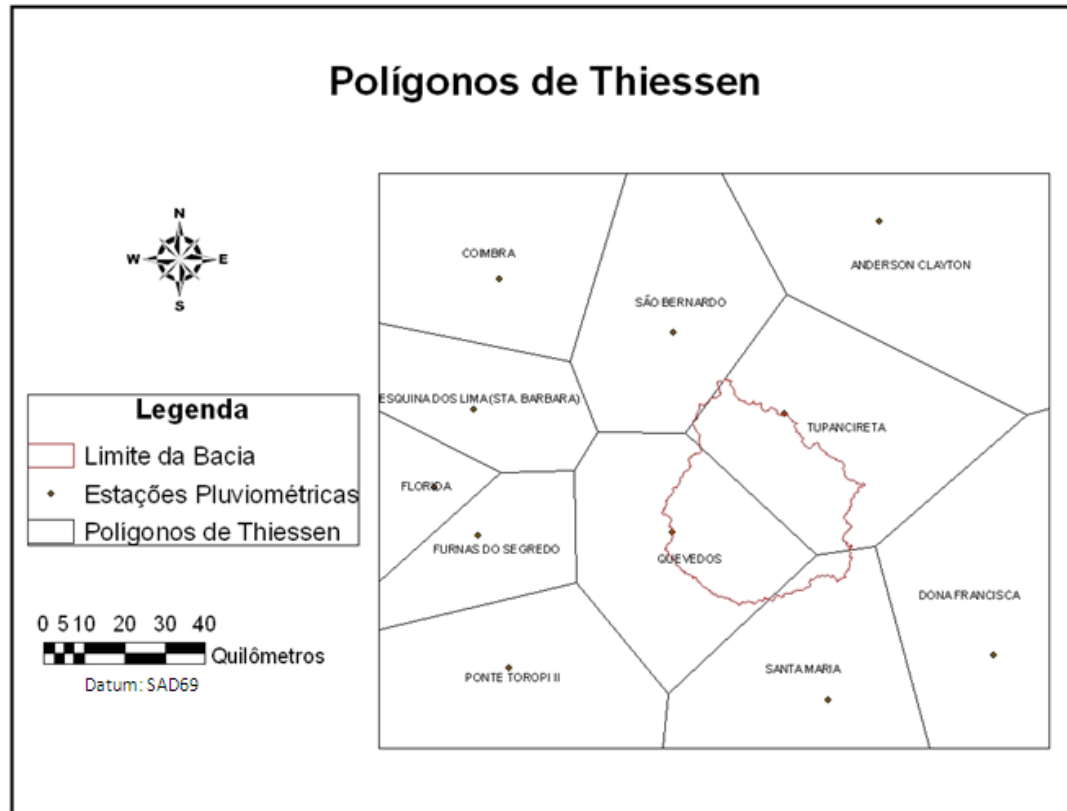 Polígonos de Thiessen
N
W E
S
COIMBRA
ANDERSON CLAYTON
SÃO BERNARDO
ESQUINA DOS LIMA (STA. BARBARA)
TUPANCIRETA
FLORIDA
FURNAS DO SEGREDO
QUEVEDOS
DONA FRANCISCA
PONTE TOROPI II
SANTA MARIA
Legenda
Limite da Bacia
Estações Pluviométricas
Polígonos de Thiessen
0 5 10 20 30 40
Quilômetros
Datum: SAD69